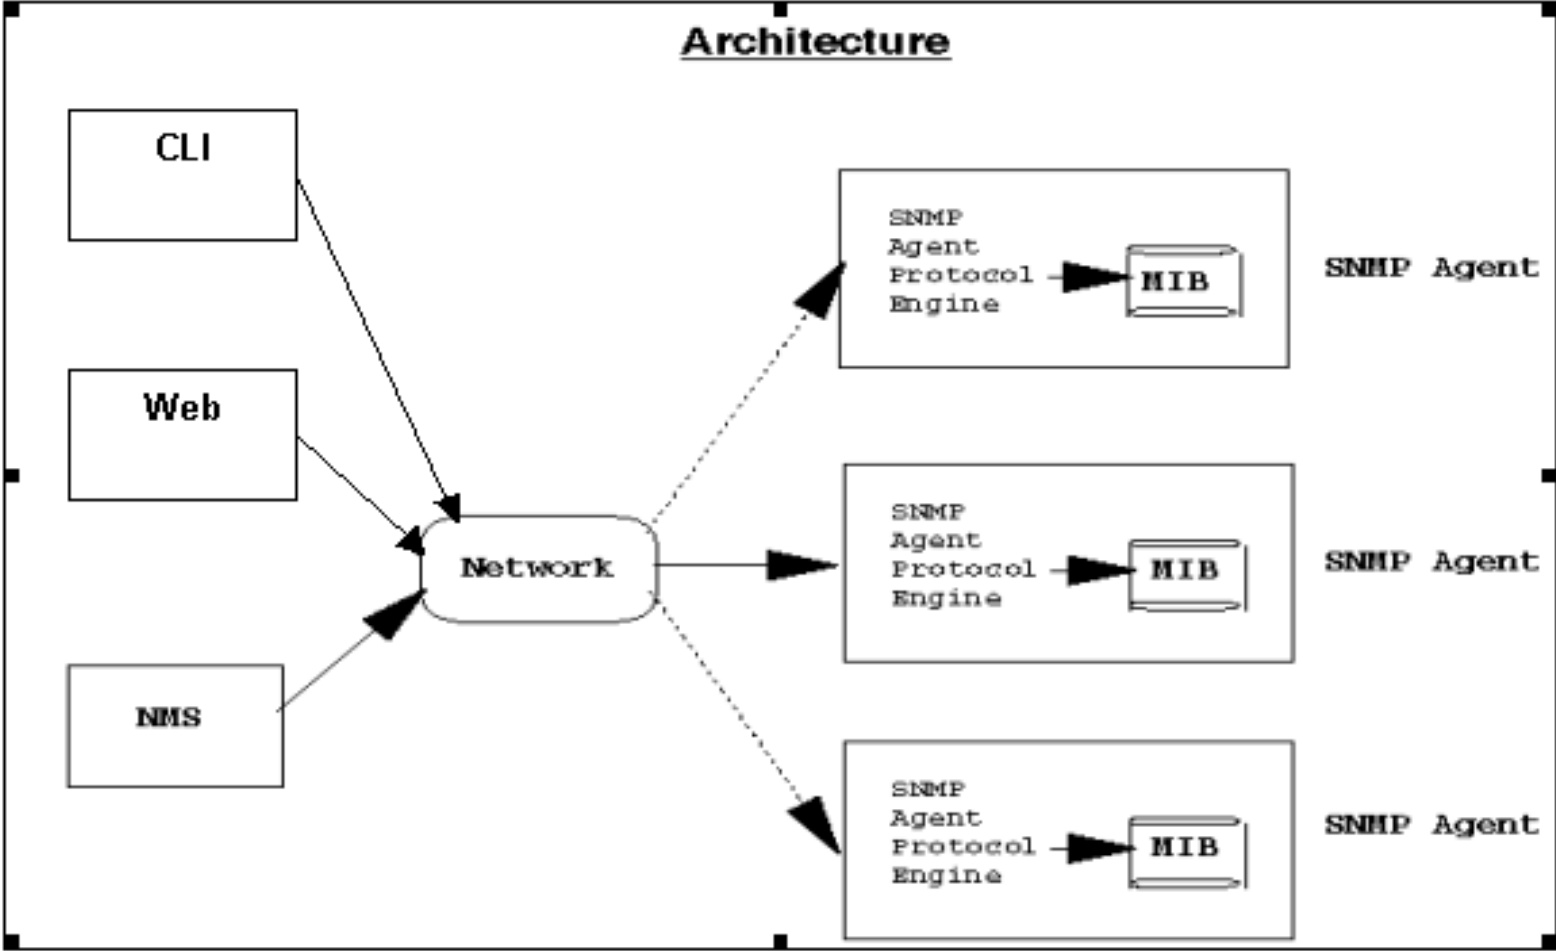 Architecture
CLI
Web
NMS
Network
SNMP
Agent
Protocol
Engine
MIB
SNMP Agent
SNMP
Agent
Protocol
Engine
MIB
SNMP Agent
SNMP
Agent
Protocol
Engine
MIB
SNMP Agent